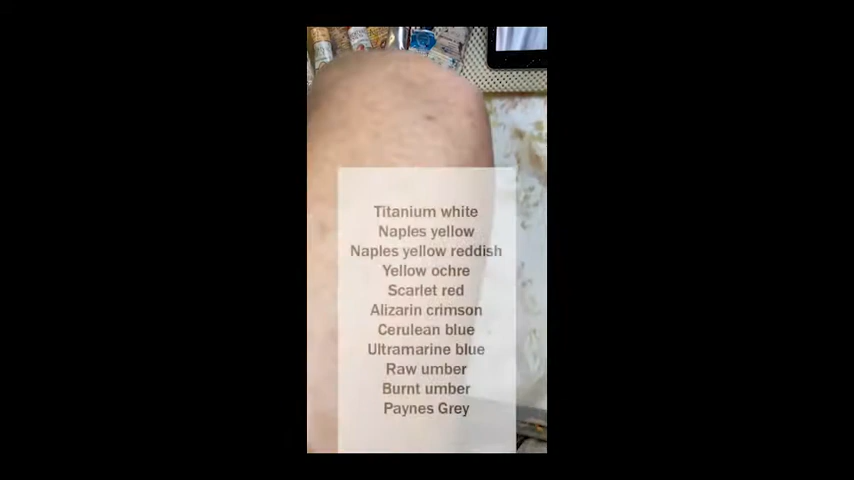 Titanium white
Naples yellow
Naples yellow reddish
Yellow ochre
Scarlet red
Alizarin crimson
Cerulean blue
Ultramarine blue
Raw umber
Burnt umber
Paynes Grey